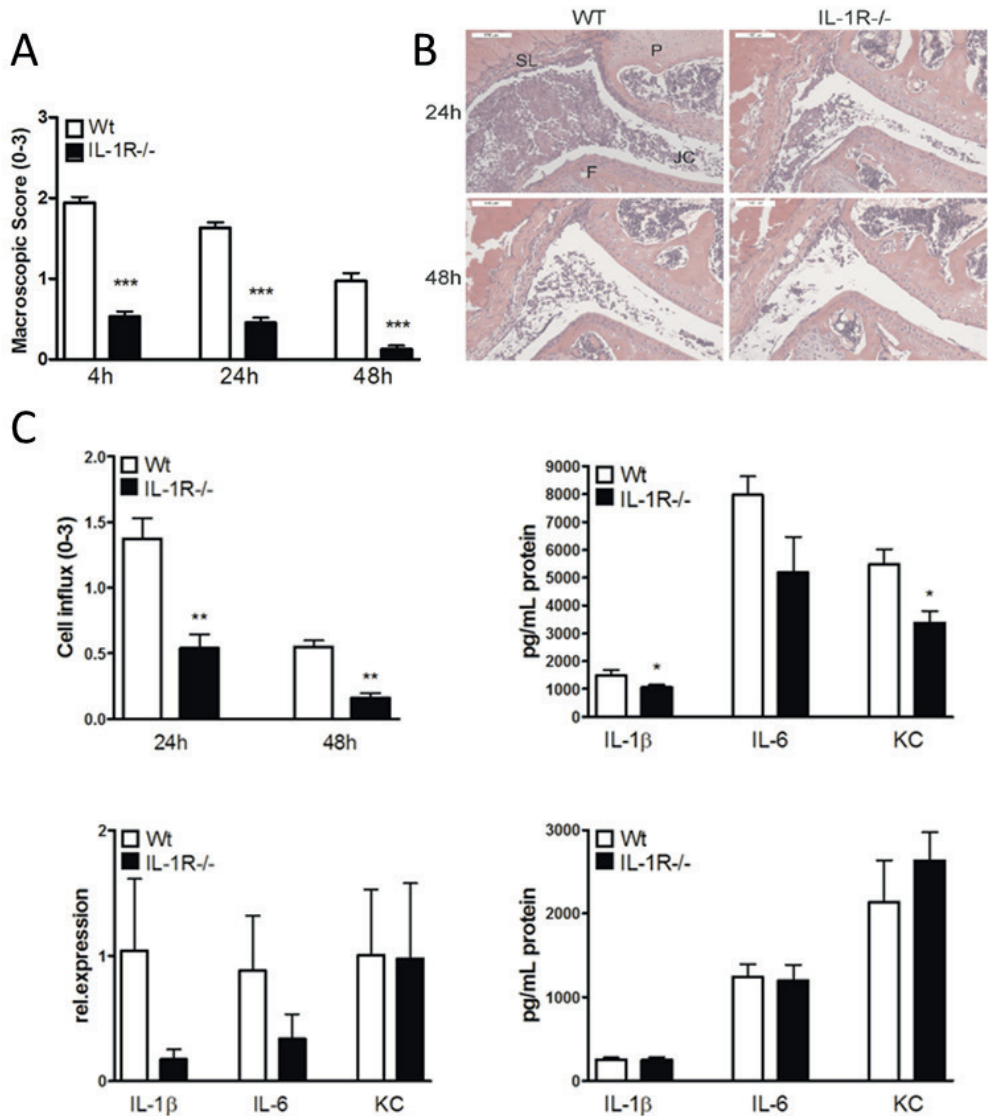 A
Wt
IL-1R-/-
Macroscopic Score (0-3)
3
2
1
0
***
***
***
4h
24h
48h
B
WT
IL-1R-/-
24h
48h
SL
P
JC
F
C
Wt
IL-1R-/-
Cell influx (0-3)
2.0
1.5
1.0
0.5
0.0
**
**
24h
48h
Wt
IL-1R-/-
pg/mL protein
9000
8000
7000
6000
5000
4000
3000
2000
1000
0
*
*
IL-1β
IL-6
KC
Wt
IL-1R-/-
rel.expression
2
1
0
IL-1β
IL-6
KC
Wt
IL-1R-/-
pg/mL protein
3000
2000
1000
0
IL-1β
IL-6
KC